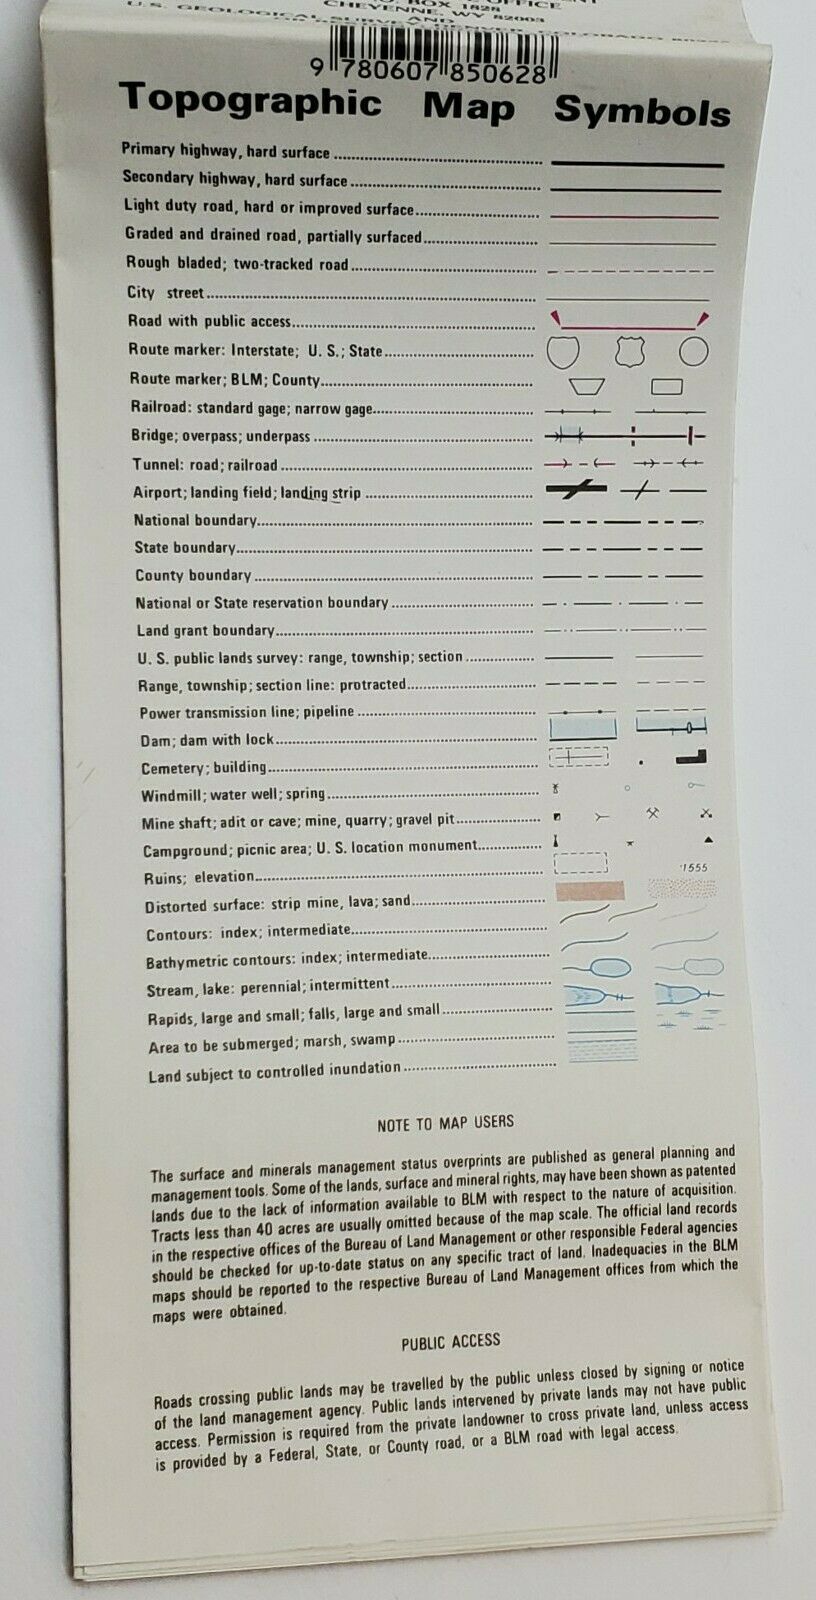 BOX 1828
CHEYENNE, WY 82003
U. S. GEOLOGICAL SURVEY, DENVER, COLORADO
AND
9 780607 850628
Topographic Map Symbols
Primary highway, hard surface
Secondary highway, hard surface
Light duty road, hard or improved surface
Graded and drained road, partially surfaced
Rough bladed; two-tracked road
City street
Road with public access
Route marker: Interstate; U. S.; State
Route marker; BLM; County
Railroad: standard gage; narrow gage
Bridge; overpass; underpass
Tunnel: road; railroad
Airport; landing field; landing strip
National boundary
State boundary
County boundary
National or State reservation boundary
Land grant boundary
U. S. public lands survey: range, township; section
Range, township; section line: protracted
Power transmission line; pipeline
Dam; dam with lock
Cemetery; building
Windmill; water well; spring
Mine shaft; adit or cave; mine, quarry; gravel pit
Campground; picnic area; U. S. location monument
Ruins; elevation 1555
Distorted surface: strip mine, lava; sand
Contours: index; intermediate
Bathymetric contours: index; intermediate
Stream, lake: perennial; intermittent
Rapids, large and small; falls, large and small
Area to be submerged; marsh, swamp
Land subject to controlled inundation
NOTE TO MAP USERS
The surface and minerals management status overprints are published as general planning and
management tools. Some of the lands, surface and mineral rights, may have been shown as patented
lands due to the lack of information available to BLM with respect to the nature of acquisition.
Tracts less than 40 acres are usually omitted because of the map scale. The official land records
in the respective offices of the Bureau of Land Management or other responsible Federal agencies
should be checked for up-to-date status on any specific tract of land. Inadequacies in the BLM
maps should be reported to the respective Bureau of Land Management offices from which the
maps were obtained.
PUBLIC ACCESS
Roads crossing public lands may be travelled by the public unless closed by signing or notice
of the land management agency. Public lands intervened by private lands may not have public
access. Permission is required from the private landowner to cross private land, unless access
is provided by a Federal, State, or County road, or a BLM road with legal access.